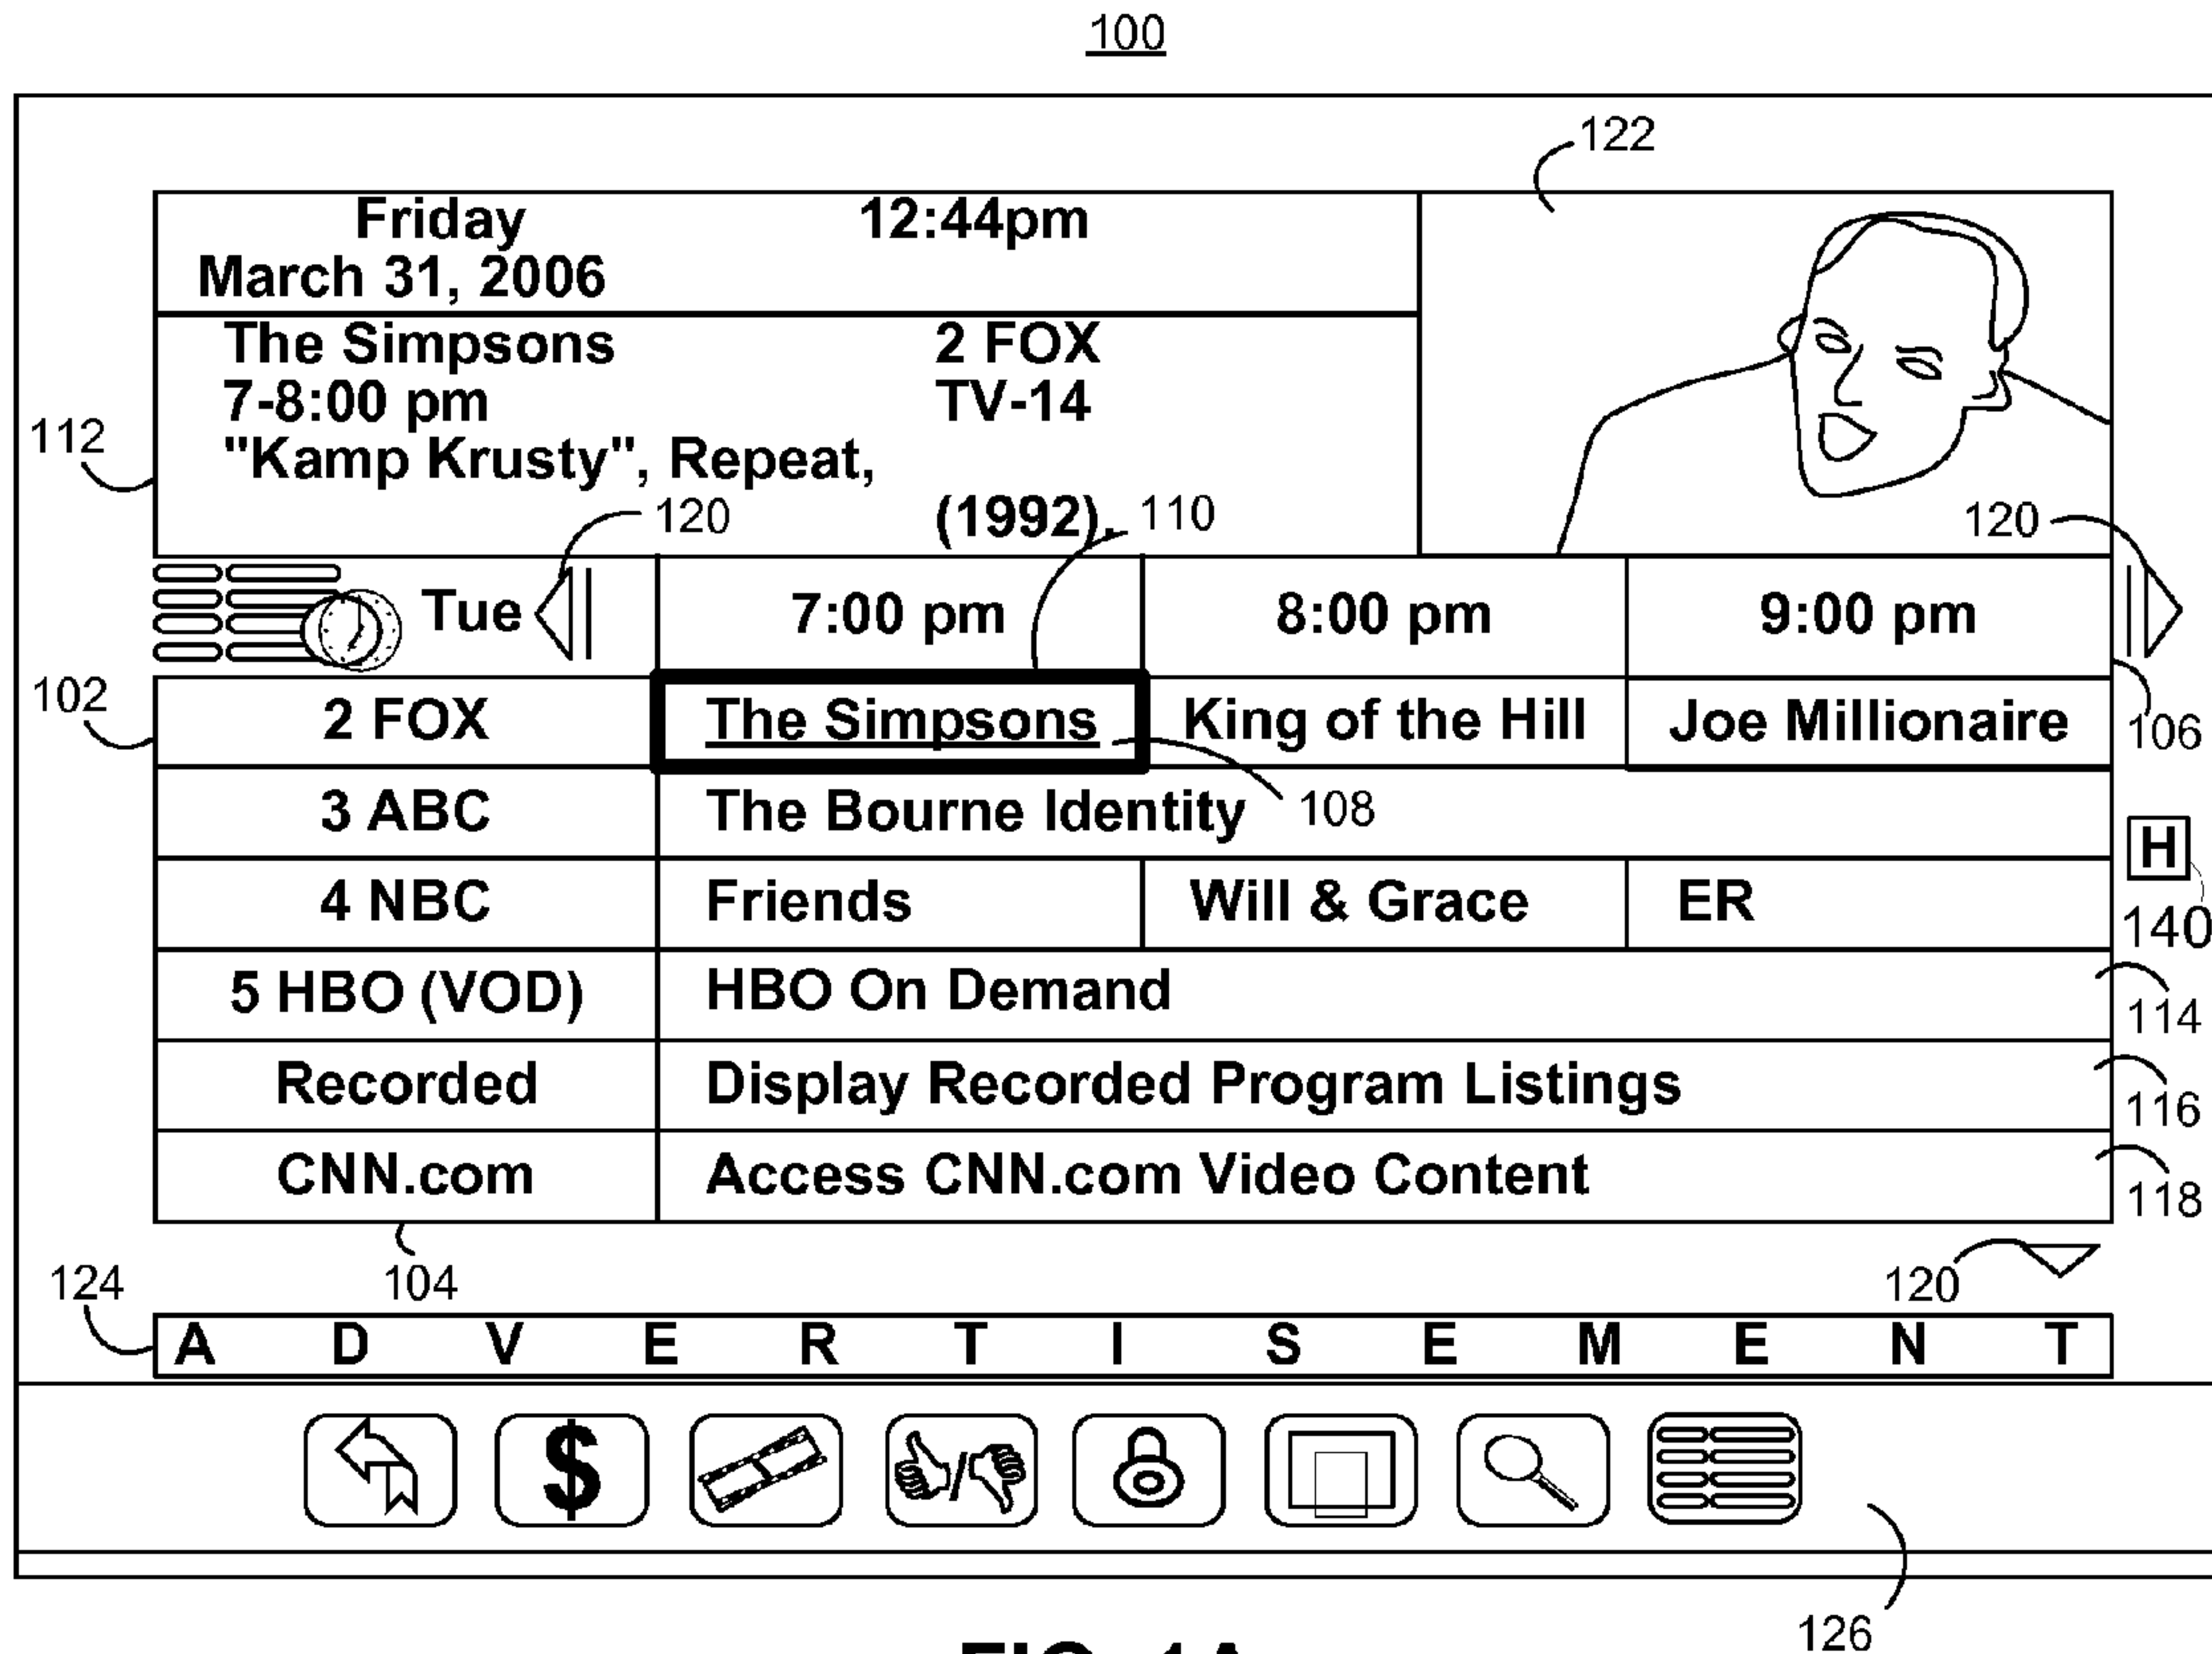 100
122
Friday 12:44pm
March 31, 2006
The Simpsons 2 FOX
7-8:00 pm TV-14
112
"Kamp Krusty", Repeat,
(1992).
120 110 120
Tue 7:00 pm 8:00 pm 9:00 pm
102
2 FOX The Simpsons King of the Hill Joe Millionaire
106
3 ABC The Bourne Identity 108
H
4 NBC Friends Will & Grace ER
140
5 HBO (VOD) HBO On Demand
114
Recorded Display Recorded Program Listings
116
CNN.com Access CNN.com Video Content
118
124 104 120
A D V E R T I S E M E N T
$
/
126
FIG. 1A